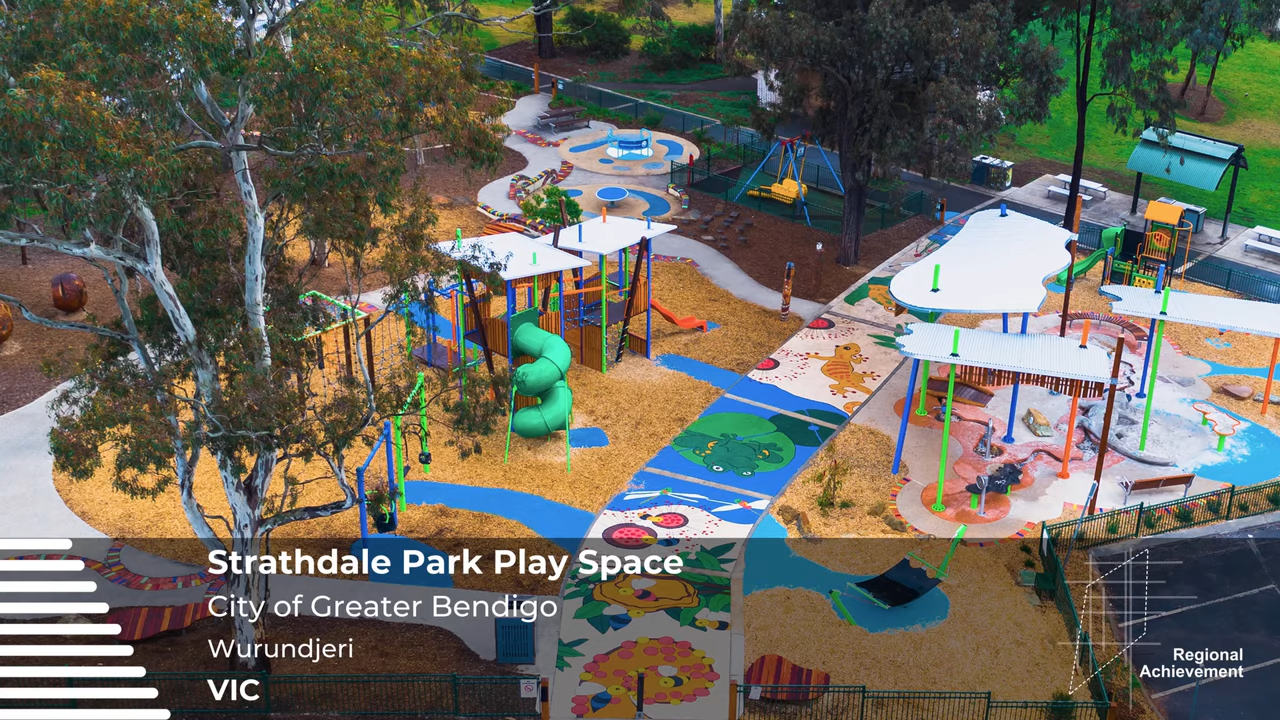 Strathdale Park Play Space
City of Greater Bendigo
Wurundjeri
VIC
Regional
Achievement